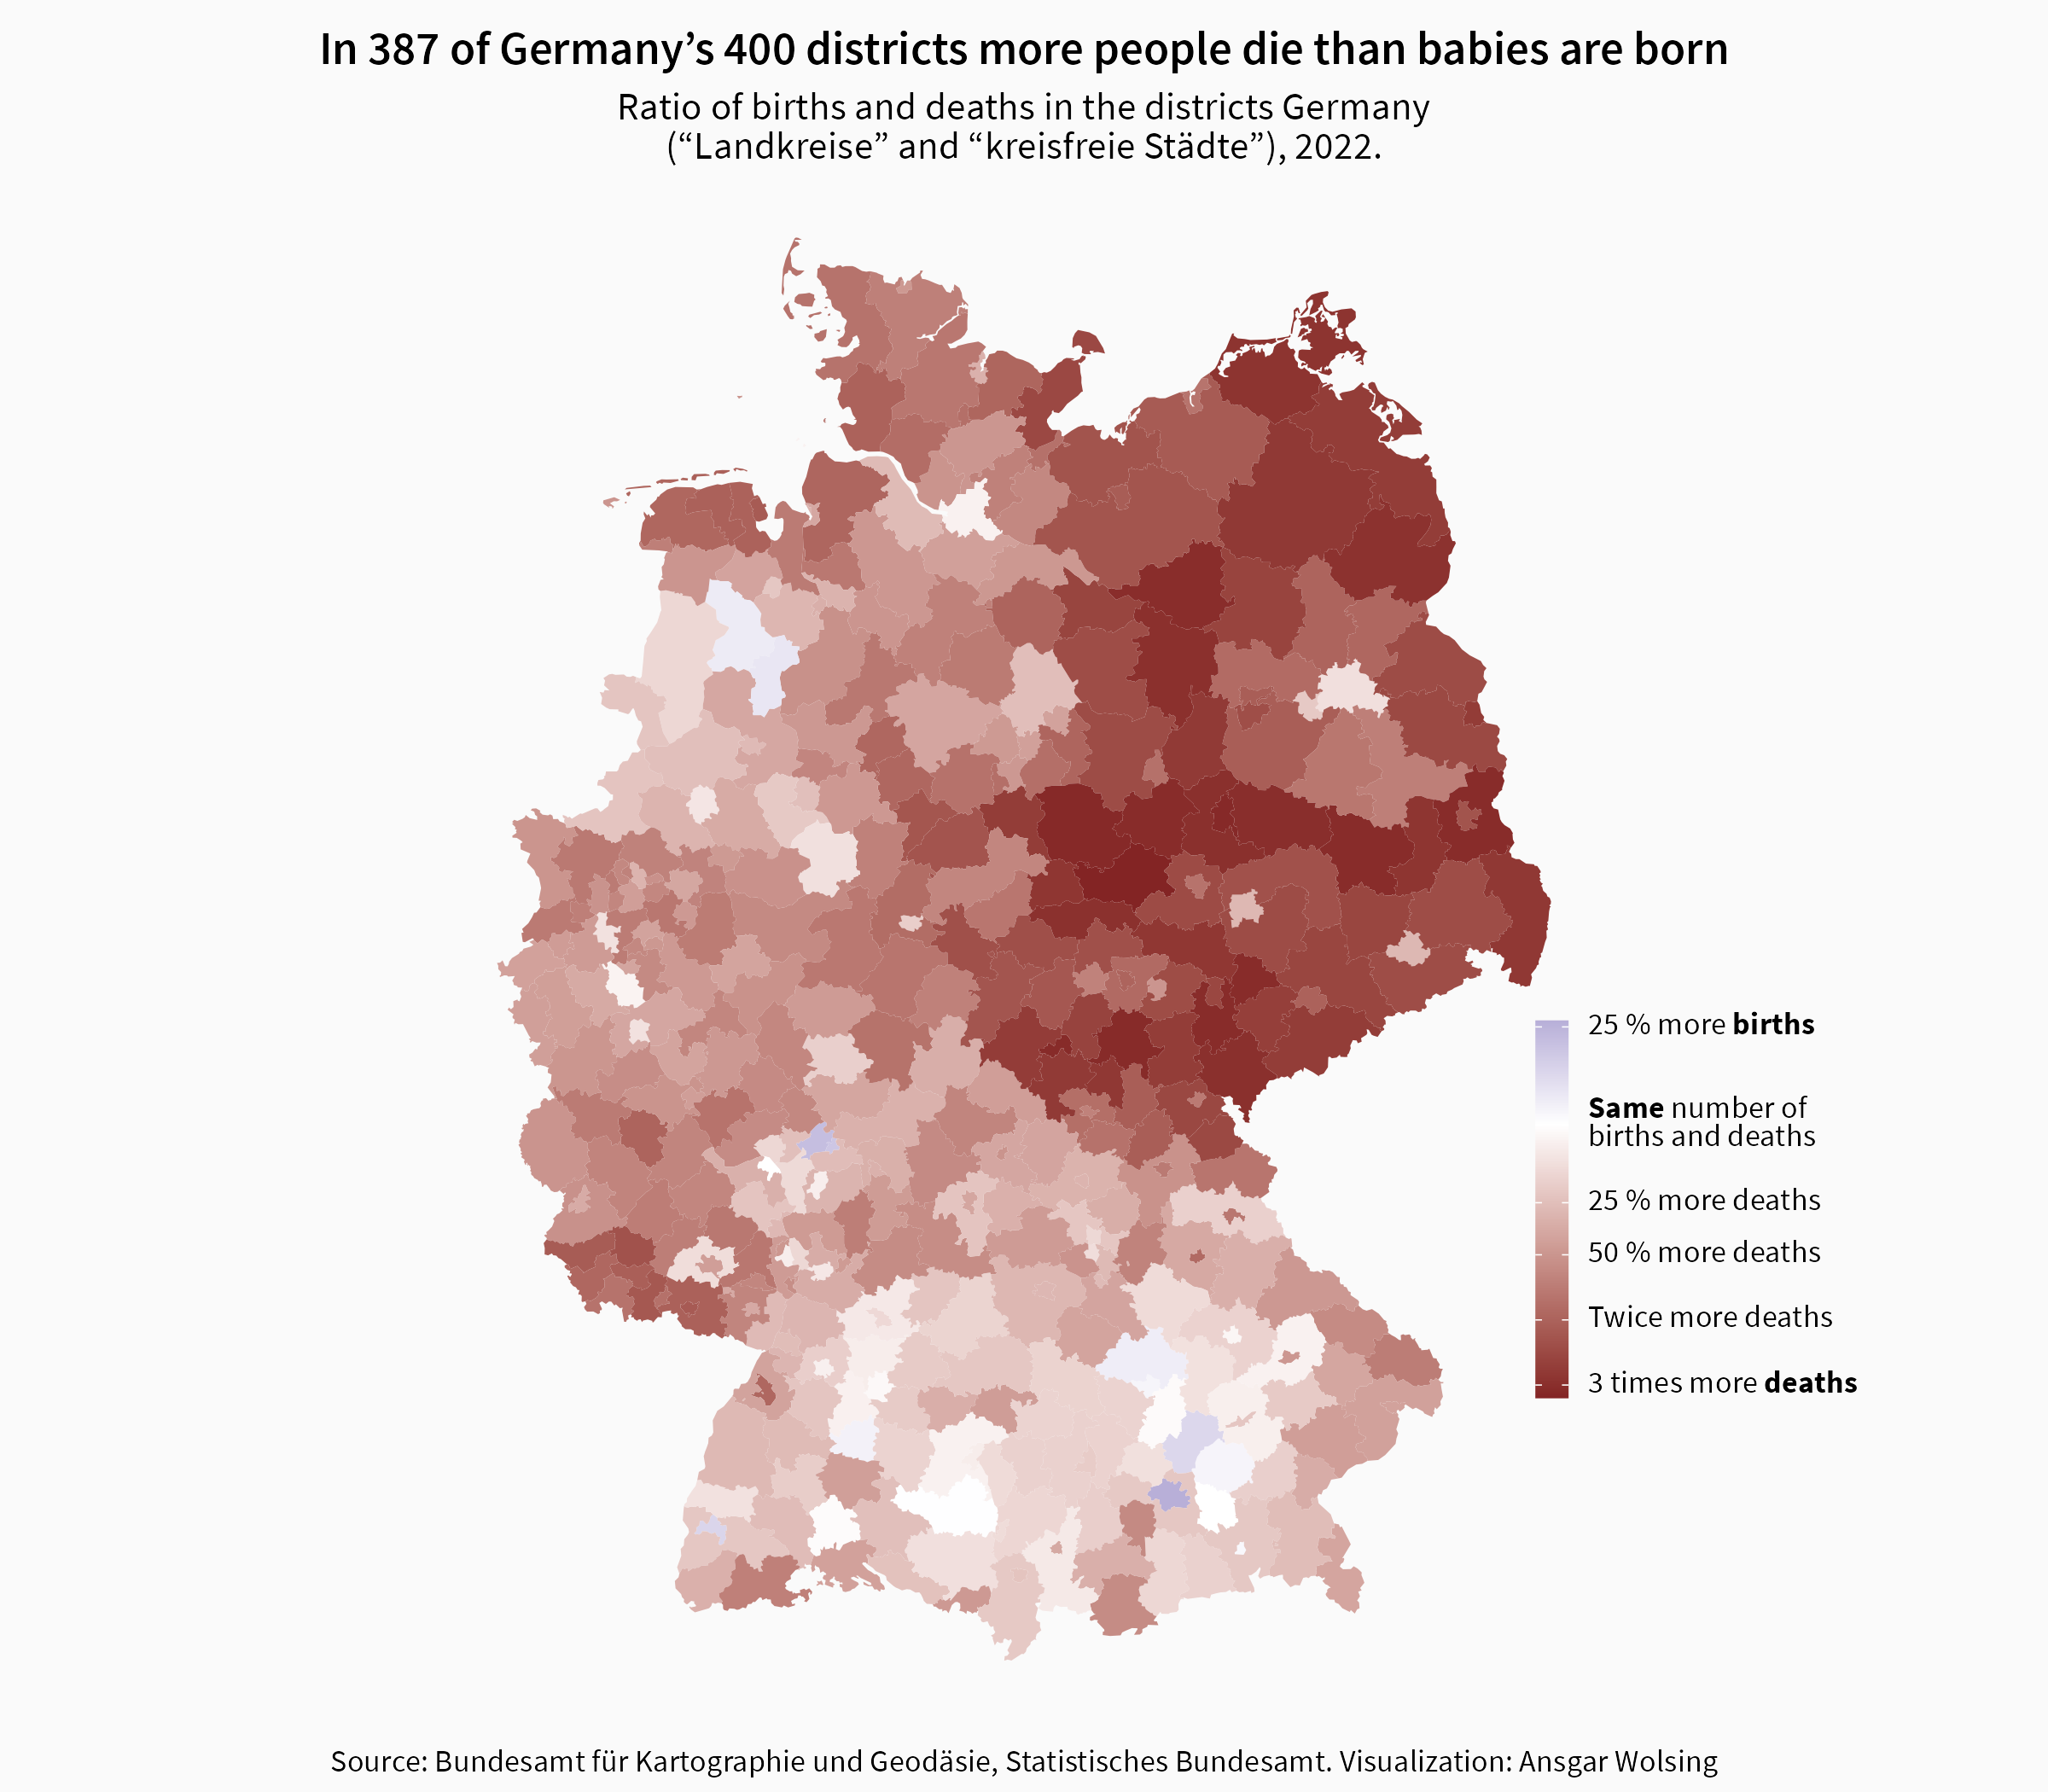 In 387 of Germany’s 400 districts more people die than babies are born
Ratio of births and deaths in the districts Germany
(“Landkreise” and “kreisfreie Städte”), 2022.
25 % more births
Same number of
births and deaths
25 % more deaths
50 % more deaths
Twice more deaths
3 times more deaths
Source: Bundesamt für Kartographie und Geodäsie, Statistisches Bundesamt. Visualization: Ansgar Wolsing